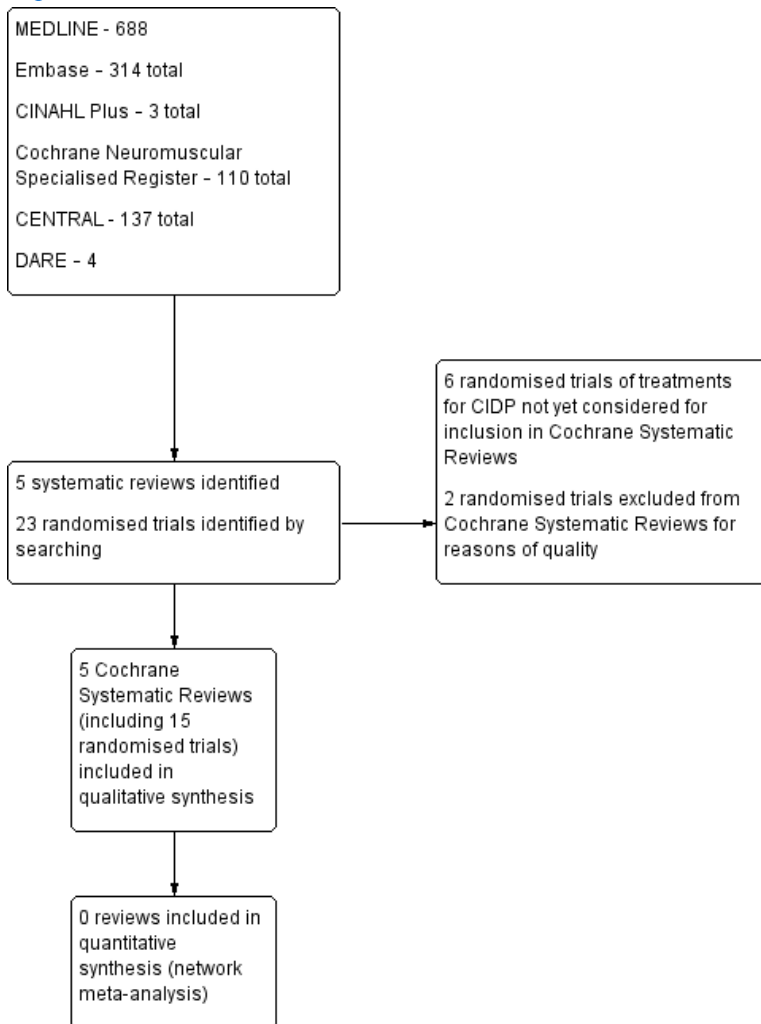 MEDLINE - 688
Embase - 314 total
CINAHL Plus - 3 total
Cochrane Neuromuscular
Specialised Register - 110 total
CENTRAL - 137 total
DARE - 4
6 randomised trials of treatments
for CIDP not yet considered for
inclusion in Cochrane Systematic
Reviews
2 randomised trials excluded from
Cochrane Systematic Reviews for
reasons of quality
5 systematic reviews identified
23 randomised trials identified by
searching
5 Cochrane
Systematic Reviews
(including 15
randomised trials)
included in
qualitative synthesis
0 reviews included in
quantitative
synthesis (network
meta-analysis)